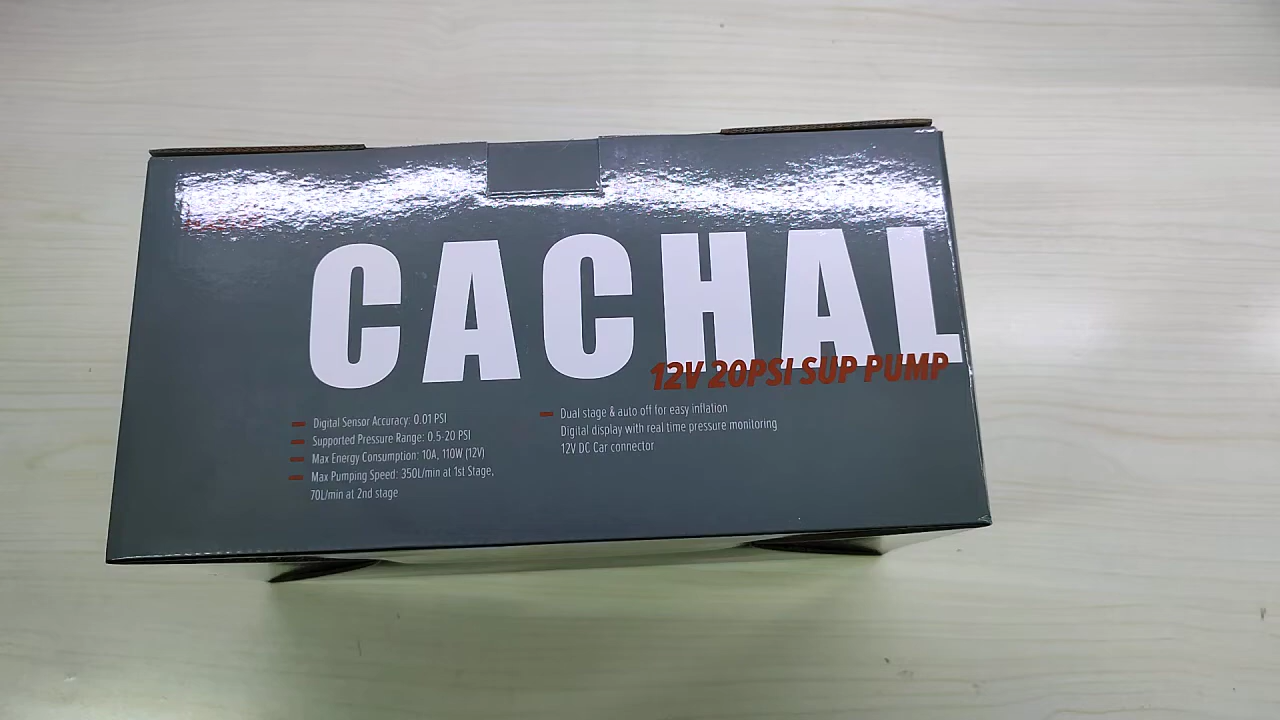 CACHAL
12V 20PSI SUP PUMP
Digital Sensor Accuracy: 0.01 PSI
Supported Pressure Range: 0.5-20 PSI
Max Energy Consumption: 10A, 110W (12V)
Max Pumping Speed: 350L/min at 1st Stage,
70L/min at 2nd stage
Dual stage & auto off for easy inflation
Digital display with real time pressure monitoring
12V DC Car connector